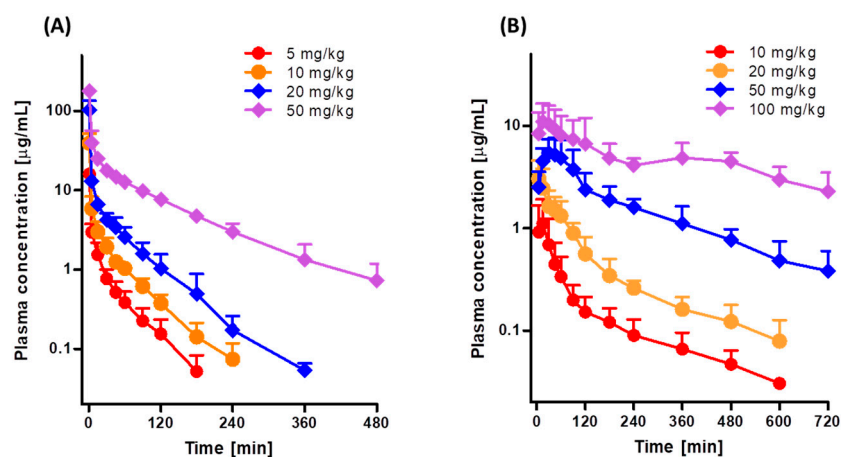 (A)
5 mg/kg
10 mg/kg
20 mg/kg
50 mg/kg
Plasma concentration [µg/mL]
100
10
1
0.1
0 120 240 360 480
Time [min]
(B)
10 mg/kg
20 mg/kg
50 mg/kg
100 mg/kg
Plasma concentration [µg/mL]
10
1
0.1
0 120 240 360 480 600 720
Time [min]